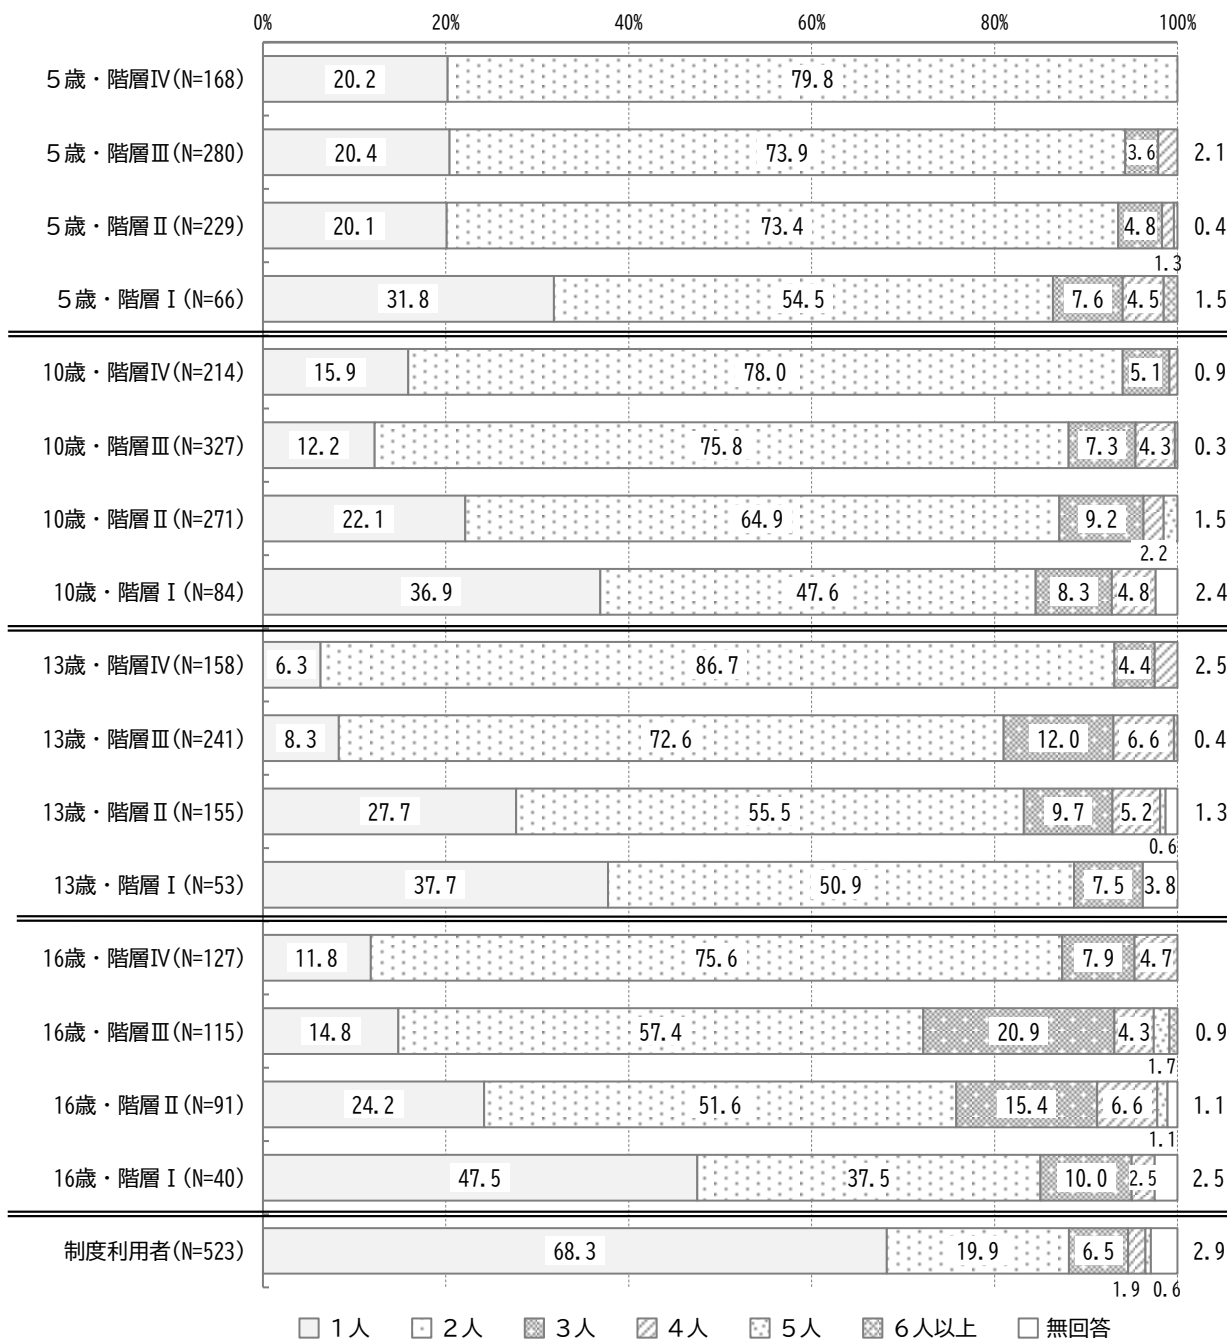 0% 20% 40% 60% 80% 100%
5歳・階層Ⅳ(N=168) 20.2 79.8
5歳・階層Ⅲ(N=280) 20.4 73.9 3.6 2.1
5歳・階層Ⅱ(N=229) 20.1 73.4 4.8 0.4
1.3
5歳・階層Ⅰ(N=66) 31.8 54.5 7.6 4.5 1.5
10歳・階層Ⅳ(N=214) 15.9 78.0 5.1 0.9
10歳・階層Ⅲ(N=327) 12.2 75.8 7.3 4.3 0.3
10歳・階層Ⅱ(N=271) 22.1 64.9 9.2 1.5
2.2
10歳・階層Ⅰ(N=84) 36.9 47.6 8.3 4.8 2.4
13歳・階層Ⅳ(N=158) 6.3 86.7 4.4 2.5
13歳・階層Ⅲ(N=241) 8.3 72.6 12.0 6.6 0.4
13歳・階層Ⅱ(N=155) 27.7 55.5 9.7 5.2 1.3
0.6
13歳・階層Ⅰ(N=53) 37.7 50.9 7.5 3.8
16歳・階層Ⅳ(N=127) 11.8 75.6 7.9 4.7
16歳・階層Ⅲ(N=115) 14.8 57.4 20.9 4.3 0.9
1.7
16歳・階層Ⅱ(N=91) 24.2 51.6 15.4 6.6 1.1
1.1
16歳・階層Ⅰ(N=40) 47.5 37.5 10.0 2.5 2.5
制度利用者(N=523) 68.3 19.9 6.5 2.9
1.9 0.6
1人 2人 3人 4人 5人 6人以上 無回答